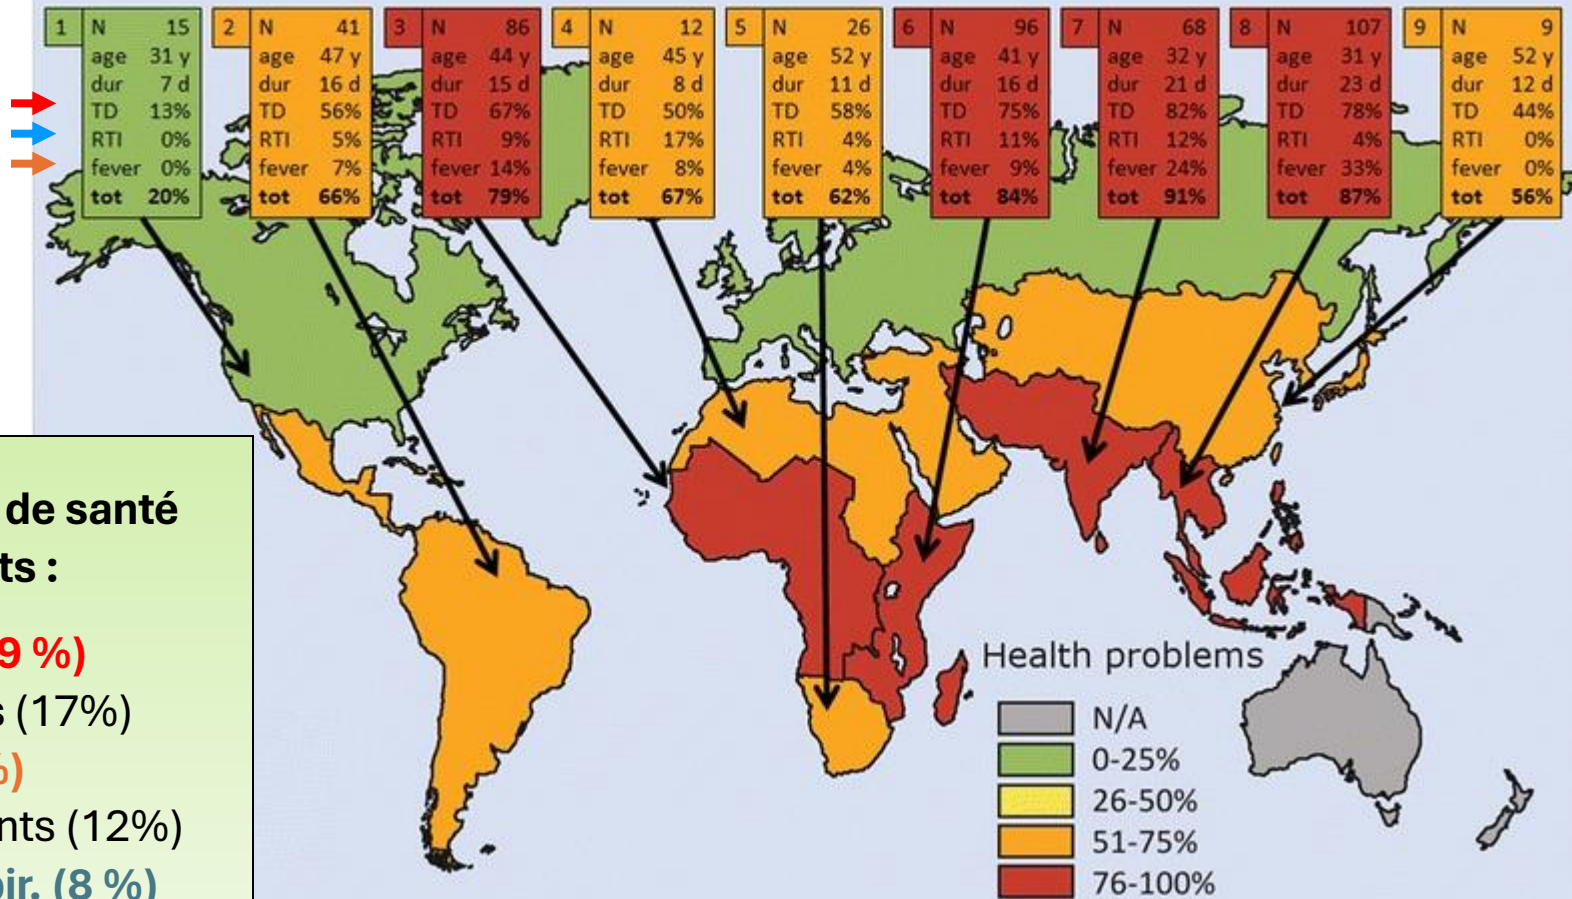 1 N 15
age 31 y
dur 7 d
TD 13%
RTI 0%
fever 0%
tot 20%
2 N 41
age 47 y
dur 16 d
TD 56%
RTI 5%
fever 7%
tot 66%
3 N 86
age 44 y
dur 15 d
TD 67%
RTI 9%
fever 14%
tot 79%
4 N 12
age 45 y
dur 8 d
TD 50%
RTI 17%
fever 8%
tot 67%
5 N 26
age 52 y
dur 11 d
TD 58%
RTI 4%
fever 4%
tot 62%
6 N 96
age 41 y
dur 16 d
TD 75%
RTI 11%
fever 9%
tot 84%
7 N 68
age 32 y
dur 21 d
TD 82%
RTI 12%
fever 24%
tot 91%
8 N 107
age 31 y
dur 23 d
TD 78%
RTI 4%
fever 33%
tot 87%
9 N 9
age 52 y
dur 12 d
TD 44%
RTI 0%
fever 0%
tot 56%
de santé
ts :
9 %)
s (17%)
%)
nts (12%)
oir. (8 %)
Health problems
N/A
0-25%
26-50%
51-75%
76-100%